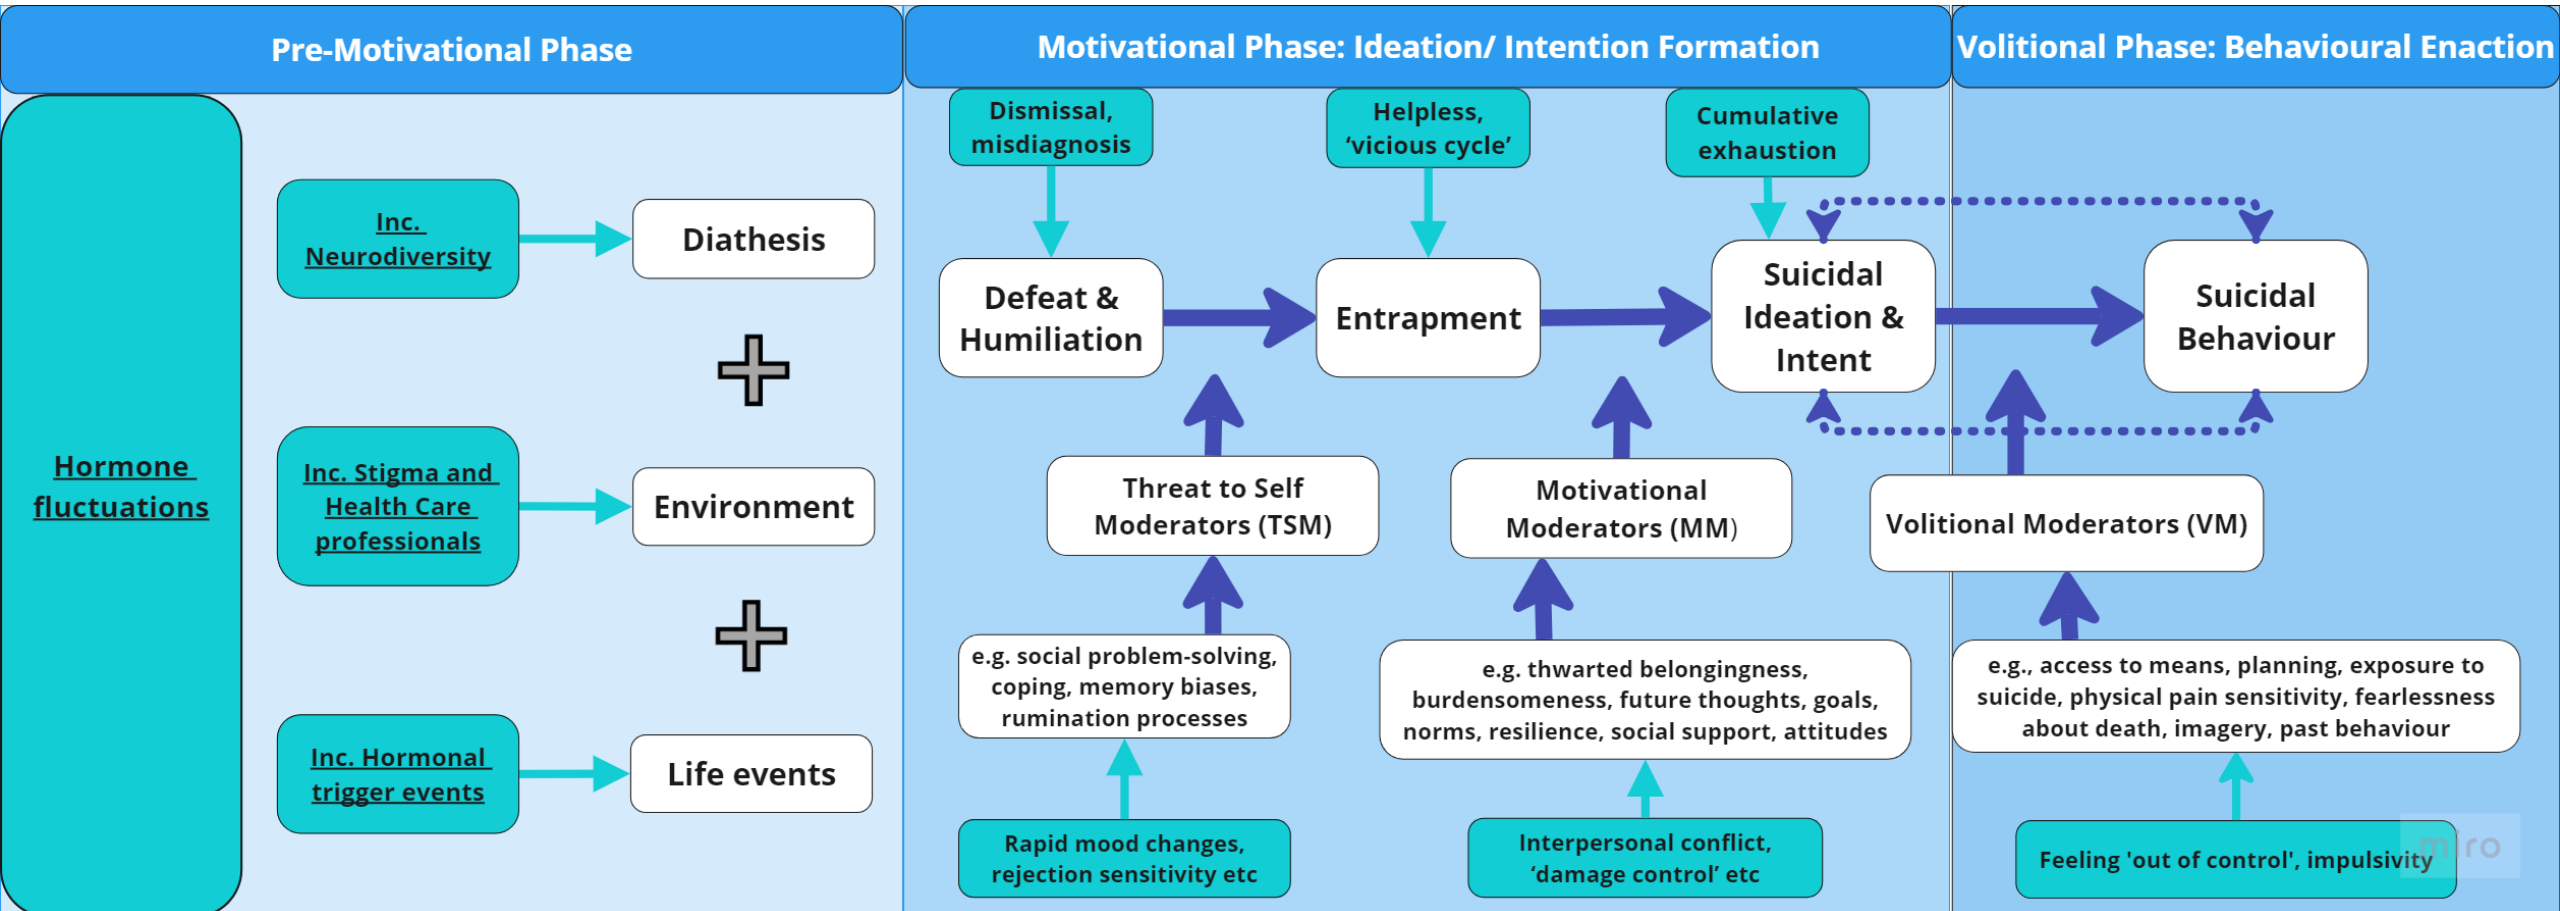 Pre-Motivational Phase
Hormone
fluctuations
Inc.
Neurodiversity
Diathesis
Inc. Stigma and
Health Care
professionals
Environment
Inc. Hormonal
trigger events
Life events
Motivational Phase: Ideation/ Intention Formation
Dismissal,
misdiagnosis
Helpless,
‘vicious cycle’
Cumulative
exhaustion
Defeat &
Humiliation
Entrapment
Suicidal
Ideation &
Intent
Threat to Self
Moderators (TSM)
Motivational
Moderators (MM)
e.g. social problem-solving,
coping, memory biases,
rumination processes
e.g. thwarted belongingness,
burdensomeness, future thoughts, goals,
norms, resilience, social support, attitudes
Rapid mood changes,
rejection sensitivity etc
Interpersonal conflict,
‘damage control’ etc
Volitional Phase: Behavioural Enaction
Suicidal
Behaviour
Volitional Moderators (VM)
e.g., access to means, planning, exposure to
suicide, physical pain sensitivity, fearlessness
about death, imagery, past behaviour
Feeling 'out of control', impulsivity
miro